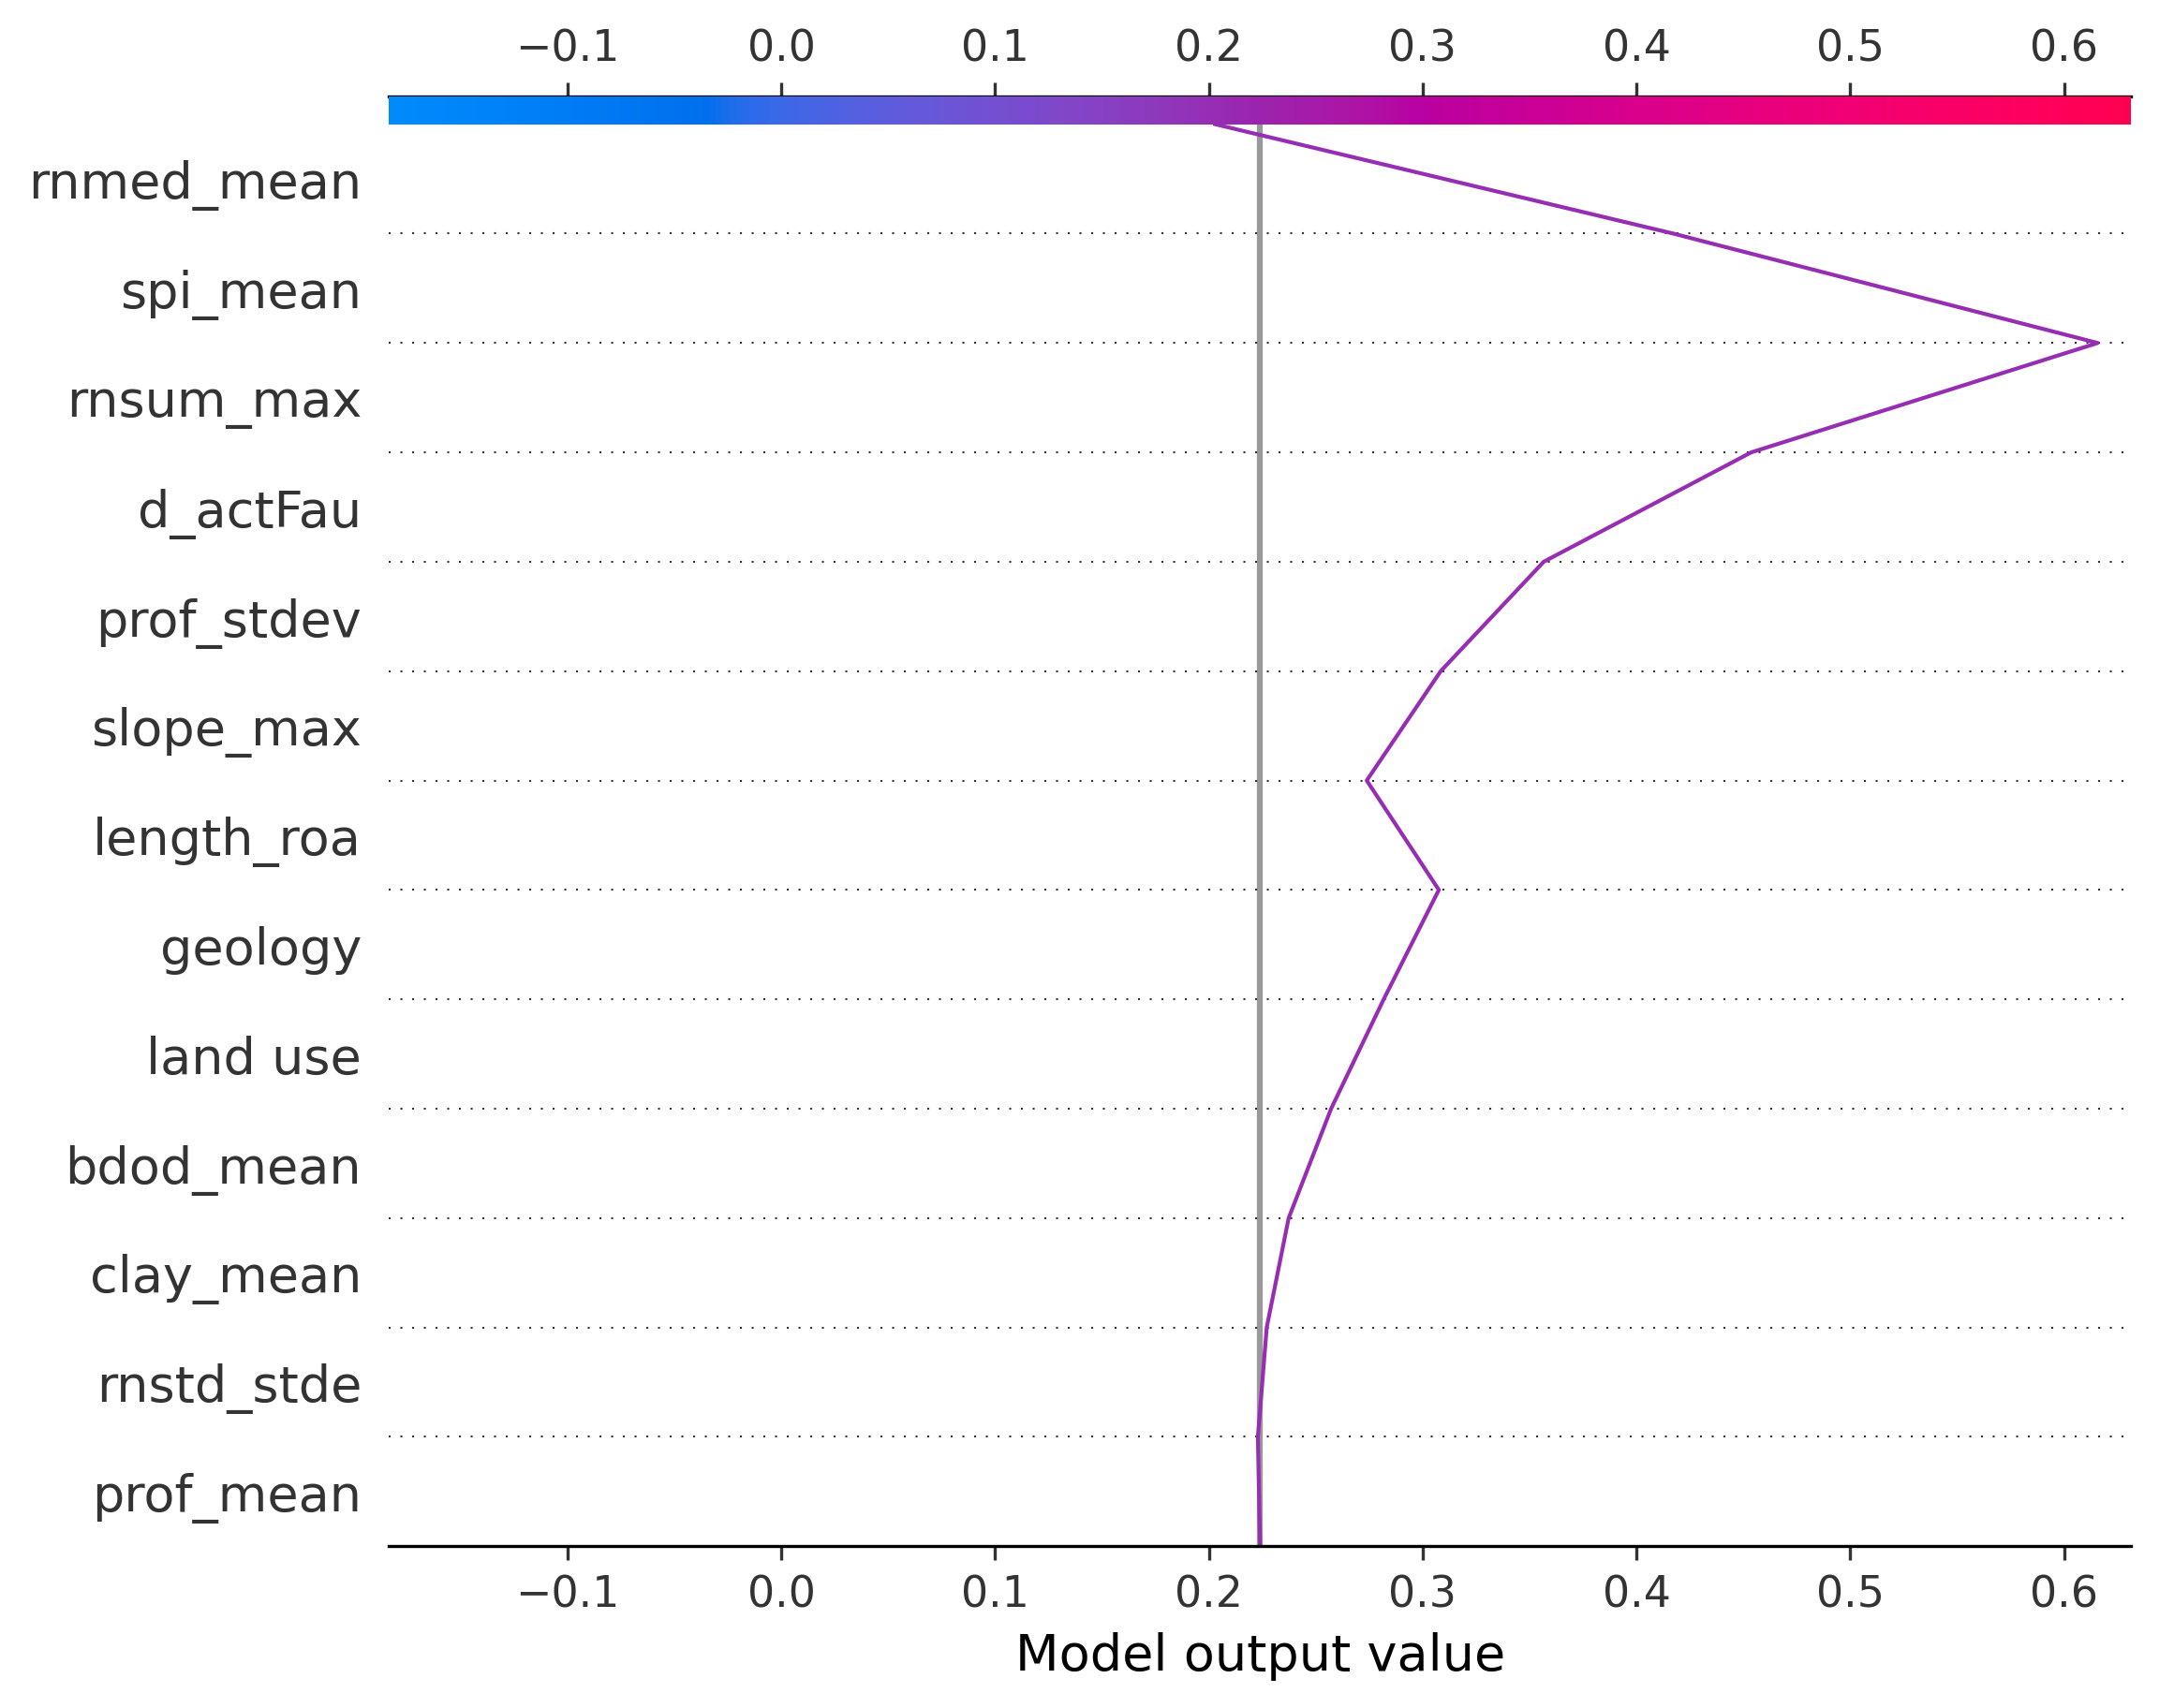 −0.1 0.0 0.1 0.2 0.3 0.4 0.5 0.6
rnmed_mean
spi_mean
rnsum_max
d_actFau
prof_stdev
slope_max
length_roa
geology
land use
bdod_mean
clay_mean
rnstd_stde
prof_mean
−0.1 0.0 0.1 0.2 0.3 0.4 0.5 0.6
Model output value